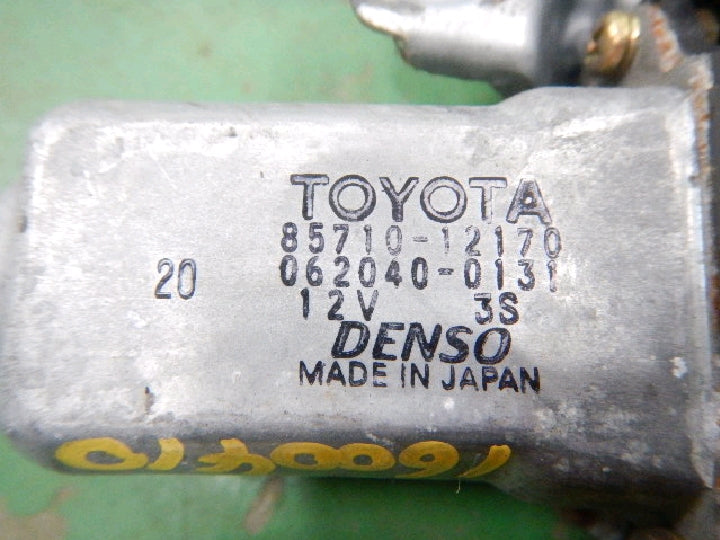 TOYOTA
85710-12170
20 062040-0131
12V 3S
DENSO
MADE IN JAPAN